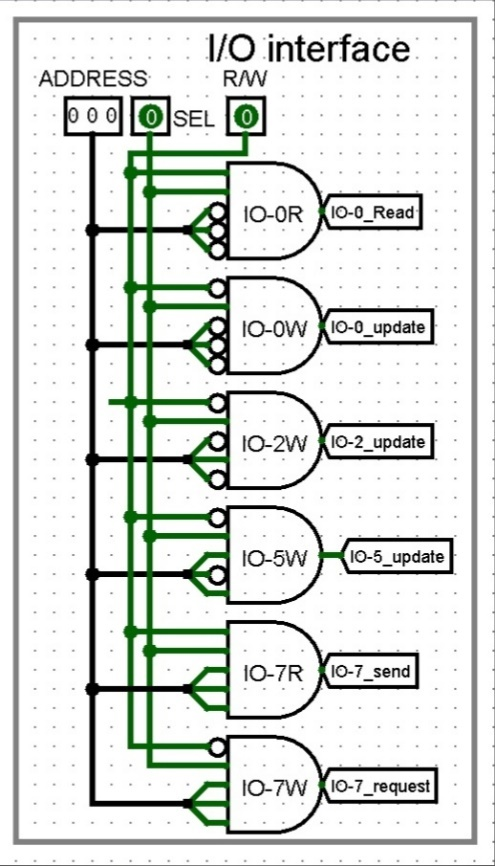 I/O interface
ADDRESS
R/W
0 0 0
0
SEL
0
IO-0R
IO-0_Read
IO-0W
IO-0_update
IO-2W
IO-2_update
IO-5W
IO-5_update
IO-7R
IO-7_send
IO-7W
IO-7_request